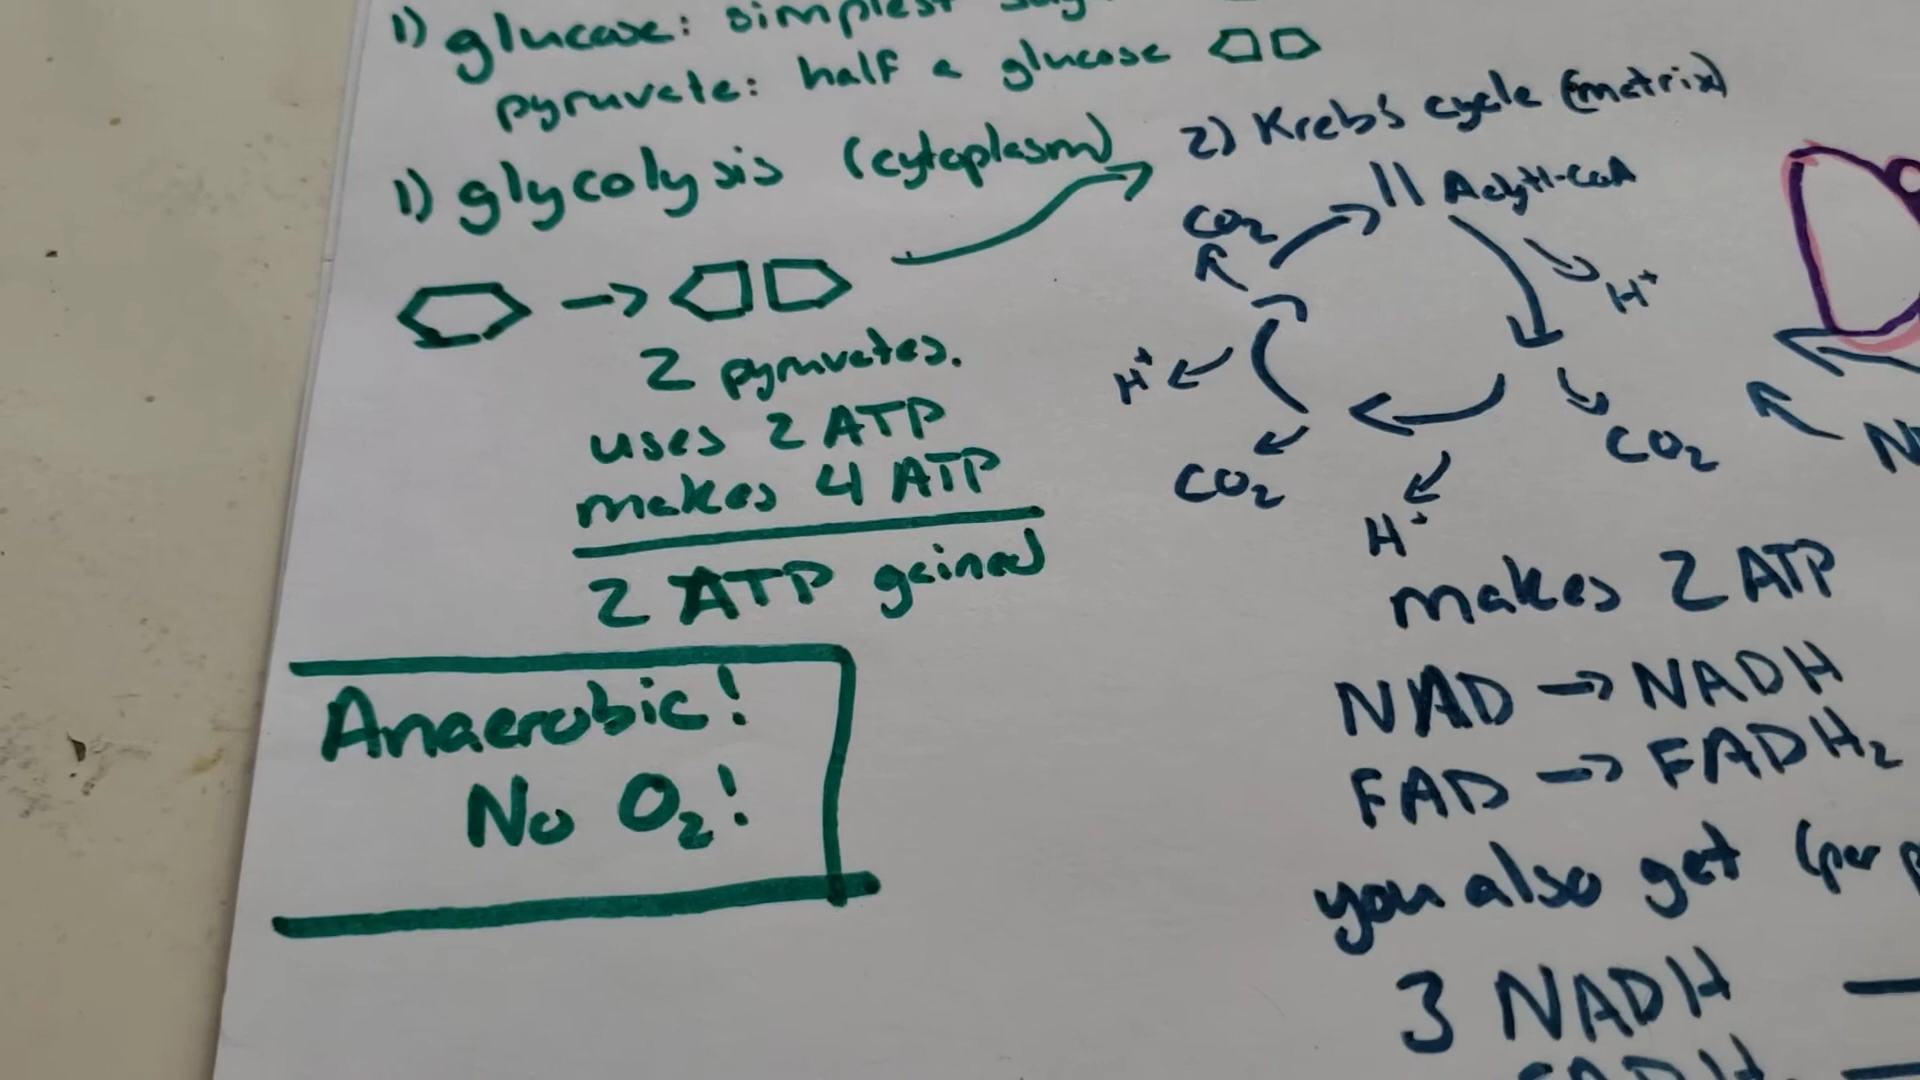 1) glucose: simplest
pyruvate: half a glucose
1) glycolysis (cytoplasm)
2 pyruvates.
uses 2 ATP
makes 4 ATP
2 ATP gained
Anaerobic!
No O₂!
2) Krebs cycle (matrix)
CO₂
H⁺
H⁺
CO₂
CO₂
H⁺
makes 2 ATP
NAD → NADH
FAD → FADH₂
you also get (per
3 NADH